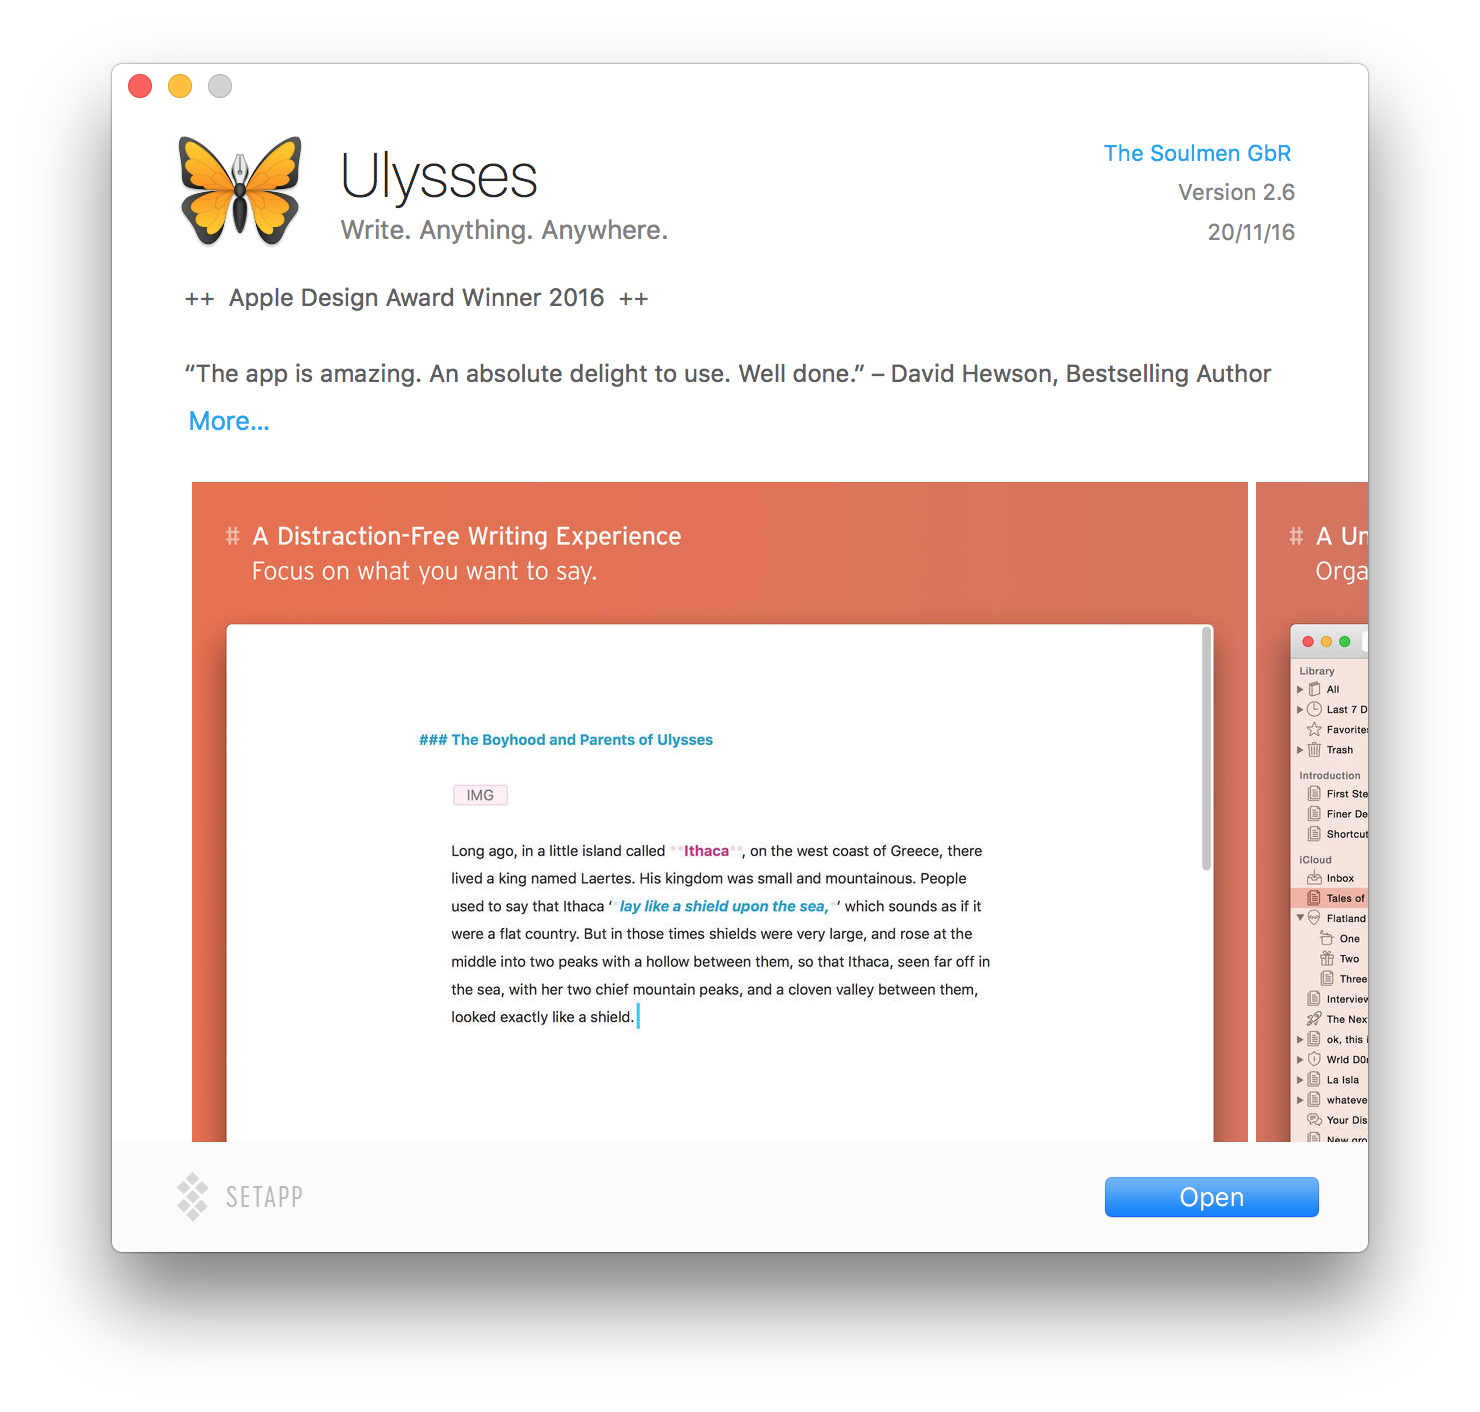 Ulysses
Write. Anything. Anywhere.
The Soulmen GbR
Version 2.6
20/11/16
++ Apple Design Award Winner 2016 ++
“The app is amazing. An absolute delight to use. Well done.” – David Hewson, Bestselling Author
More...
# A Distraction-Free Writing Experience
Focus on what you want to say.
### The Boyhood and Parents of Ulysses
IMG
Long ago, in a little island called **Ithaca**, on the west coast of Greece, there
lived a king named Laertes. His kingdom was small and mountainous. People
used to say that Ithaca ‘*lay like a shield upon the sea,*’ which sounds as if it
were a flat country. But in those times shields were very large, and rose at the
middle into two peaks with a hollow between them, so that Ithaca, seen far off in
the sea, with her two chief mountain peaks, and a cloven valley between them,
looked exactly like a shield.
# A Un
Orga
Library
All
Last 7 D
Favorites
Trash
Introduction
First Ste
Finer De
Shortcut
iCloud
Inbox
Tales of
Flatland
One
Two
Three
Interview
The Nex
ok, this i
Wrld D0
La Isla
whateve
Your Dis
New gro
SETAPP
Open